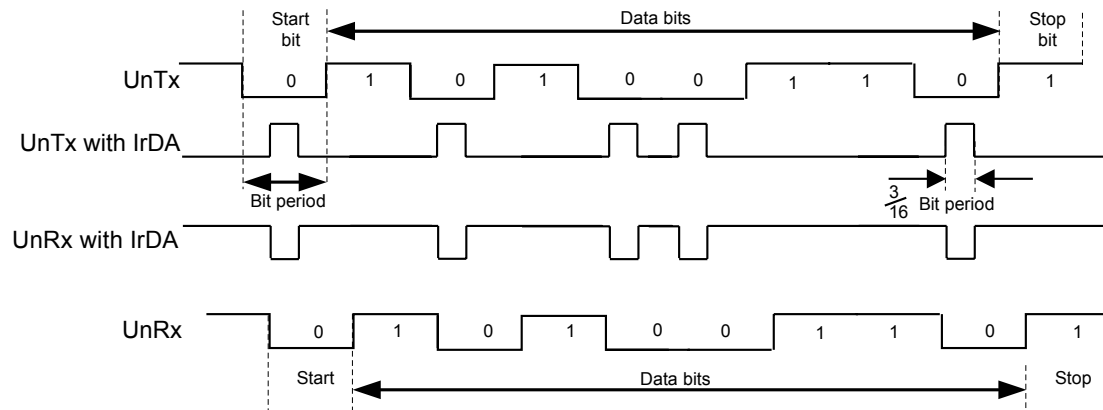 Start
bit
Data bits
Stop
bit
UnTx
0 1 0 1 0 0 1 1 0 1
UnTx with IrDA
Bit period
3/16 Bit period
UnRx with IrDA
UnRx
0 1 0 1 0 0 1 1 0 1
Start
Data bits
Stop